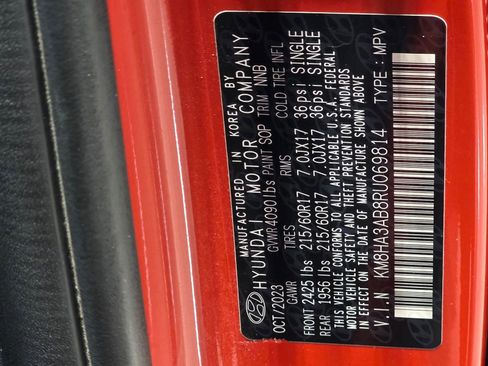 MANUFACTURED IN KOREA BY
HYUNDAI MOTOR COMPANY
OCT/2023 GVWR 4090 lbs PAINT SOP TRIM NNB
GAWR TIRES RIMS COLD TIRE INFL
FRONT 2425 lbs 215/60R17 7.0JX17 36psi SINGLE
REAR 1956 lbs 215/60R17 7.0JX17 36psi SINGLE
THIS VEHICLE CONFORMS TO ALL APPLICABLE U.S.A. FEDERAL
MOTOR VEHICLE SAFETY AND THEFT PREVENTION STANDARDS
IN EFFECT ON THE DATE OF MANUFACTURE SHOWN ABOVE
V.I.N KM8HA3AB8RU069814 TYPE : MPV